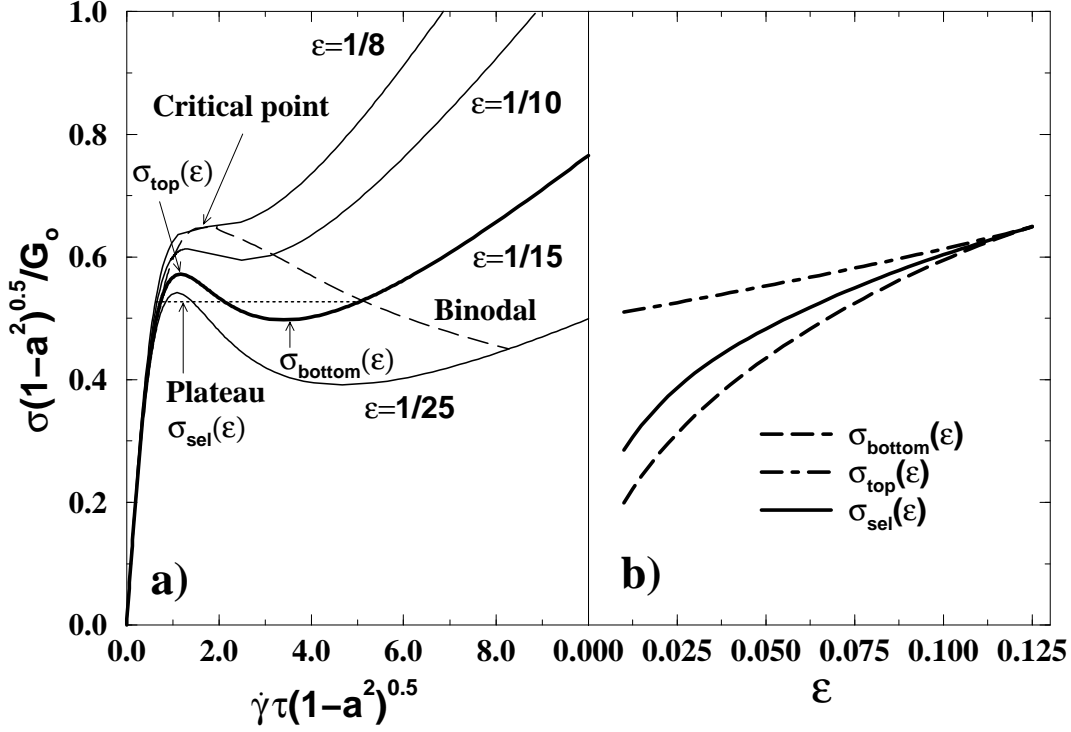 1.0
0.8
0.6
0.4
0.2
0.0
σ(1−a²)^0.5/G_o
ε=1/8
ε=1/10
Critical point
σ_top(ε)
ε=1/15
Binodal
σ_bottom(ε)
Plateau
σ_sel(ε)
ε=1/25
a)
0.0 2.0 4.0 6.0 8.0 0.000 0.025 0.050 0.075 0.100 0.125
γ̇τ(1−a²)^0.5
σ_bottom(ε)
σ_top(ε)
σ_sel(ε)
b)
ε